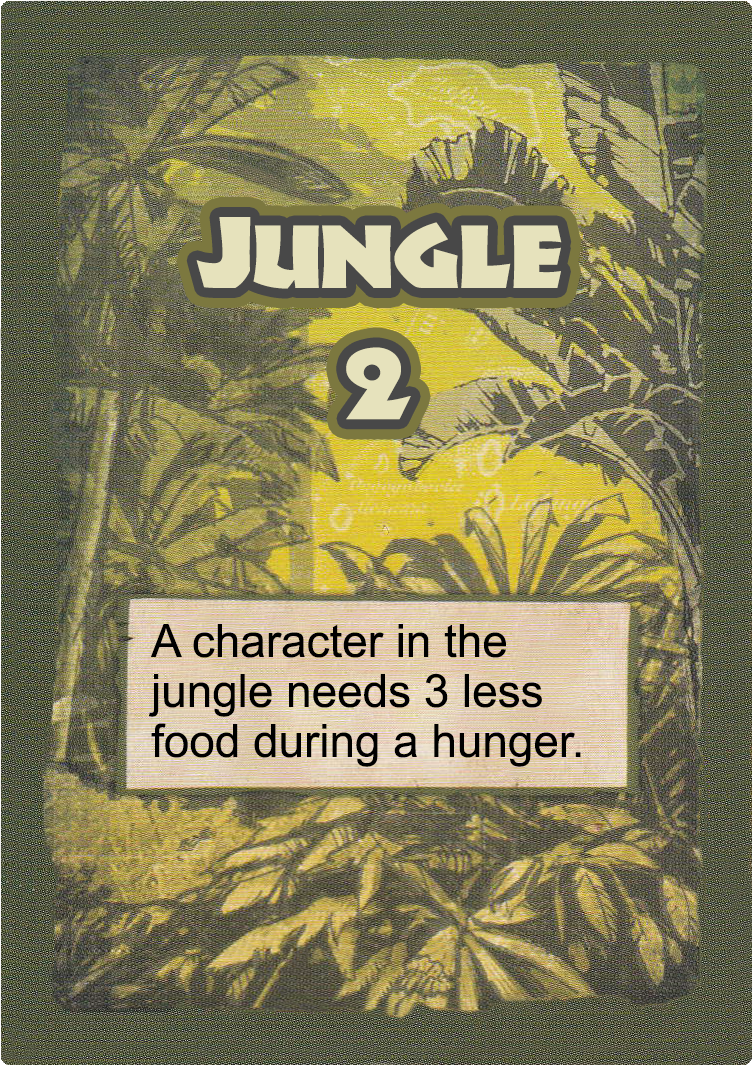 JUNGLE
2
A character in the
jungle needs 3 less
food during a hunger.